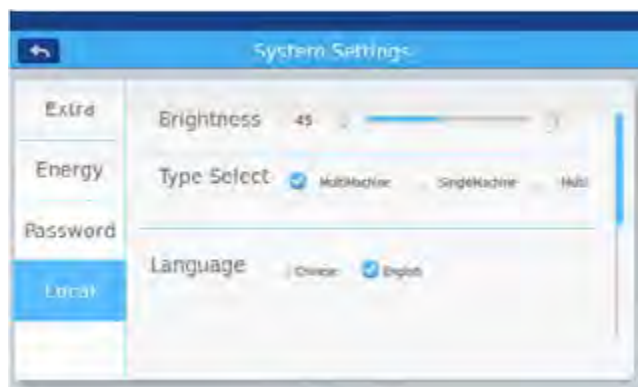 System Settings
Extra
Energy
Password
Local
Brightness 45
Type Select MultiMachine SingleMachine
Language Chinese English